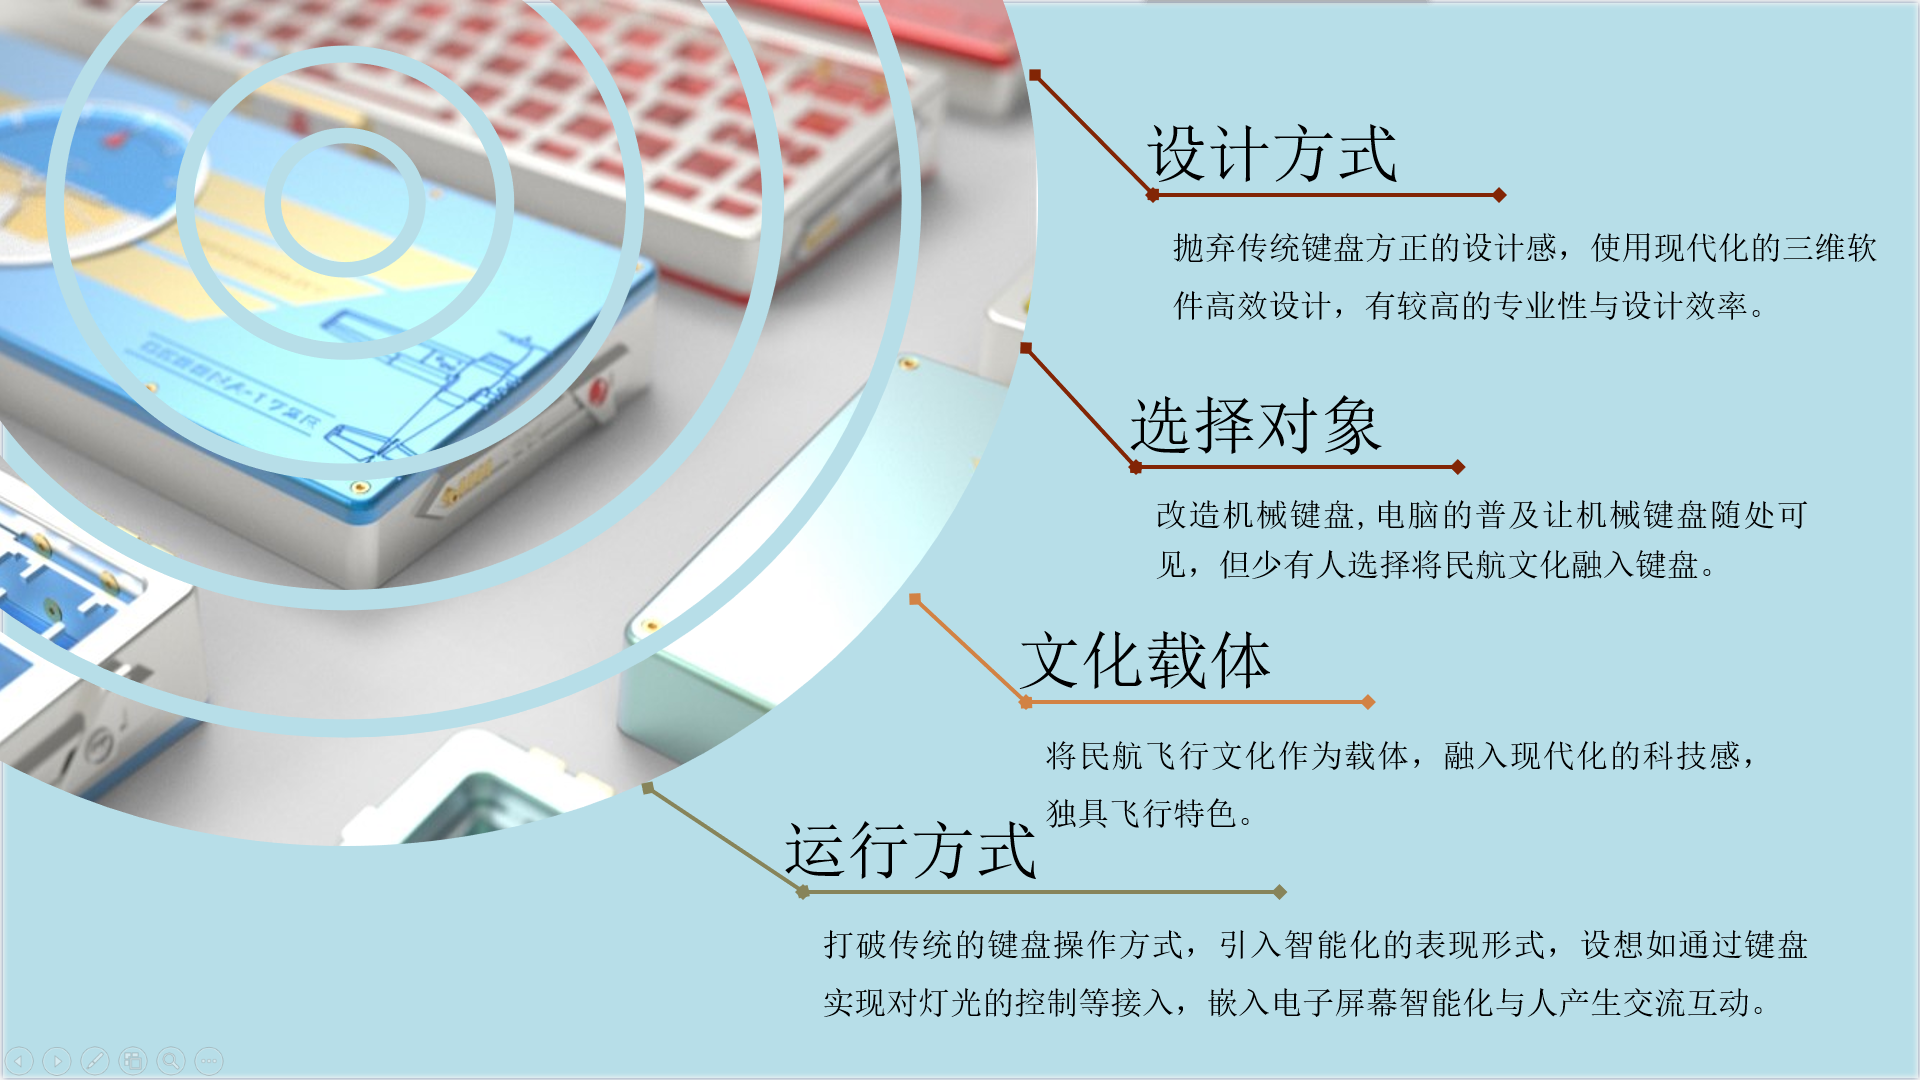 设计方式
抛弃传统键盘方正的设计感，使用现代化的三维软
件高效设计，有较高的专业性与设计效率。
选择对象
改造机械键盘,电脑的普及让机械键盘随处可
见，但少有人选择将民航文化融入键盘。
文化载体
将民航飞行文化作为载体，融入现代化的科技感，
独具飞行特色。
运行方式
打破传统的键盘操作方式，引入智能化的表现形式，设想如通过键盘
实现对灯光的控制等接入，嵌入电子屏幕智能化与人产生交流互动。